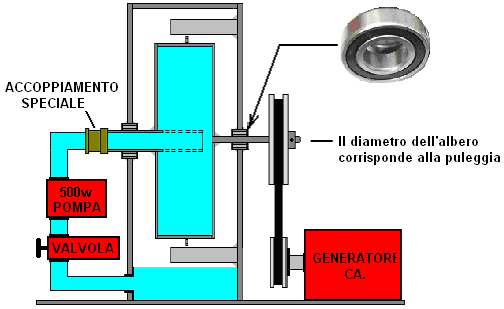 ACCOPPIAMENTO
SPECIALE
Il diametro dell'albero
corrisponde alla puleggia
500w
POMPA
VALVOLA
GENERATORE
CA.